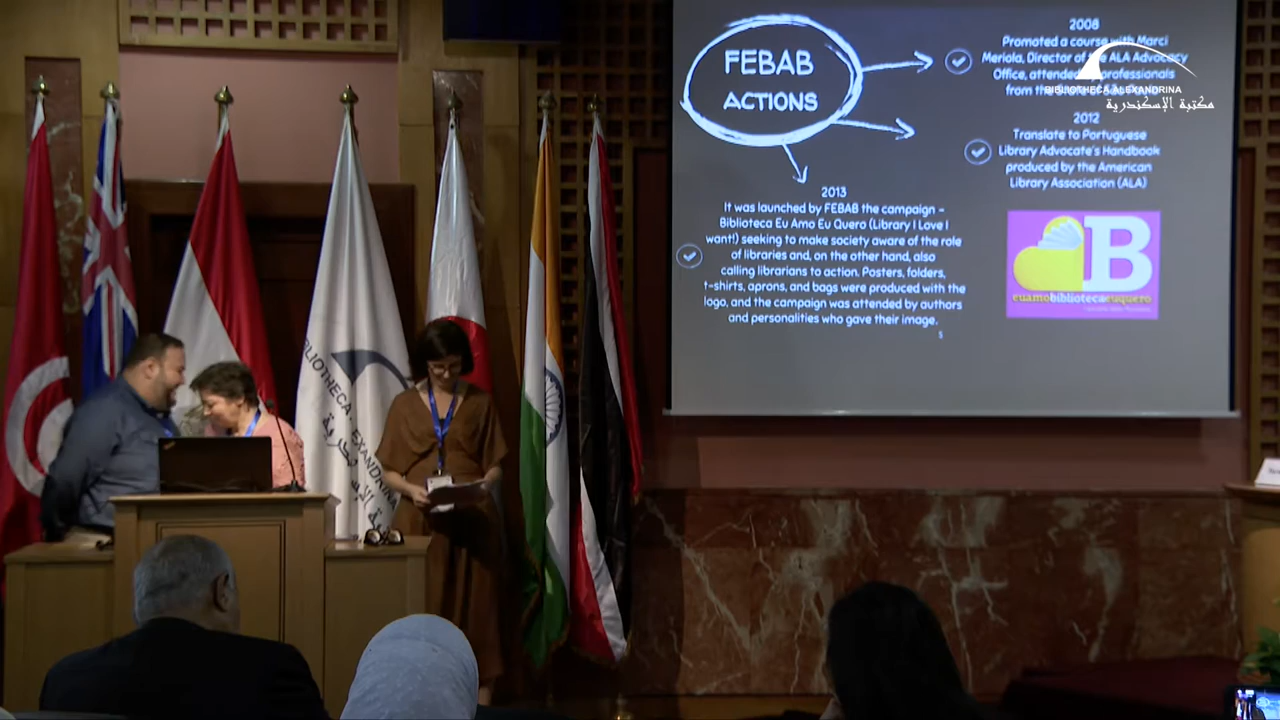 FEBAB
ACTIONS
2008
Promoted a course with Marci
Meriola, Director of the ALA Advocacy
Office, attended professionals
from the
BIBLIOTHECA ALEXANDRINA
مكتبة الإسكندرية
2012
Translate to Portuguese
Library Advocate's Handbook
produced by the American
Library Association (ALA)
2013
It was launched by FEBAB the campaign –
Biblioteca Eu Amo Eu Quero (Library I Love I
want!) seeking to make society aware of the role
of libraries and, on the other hand, also
calling librarians to action. Posters, folders,
t-shirts, aprons, and bags were produced with the
logo, and the campaign was attended by authors
and personalities who gave their image.
5
B
euamobibliotecaeuquero
BLIOTHECA
EXANDRINA